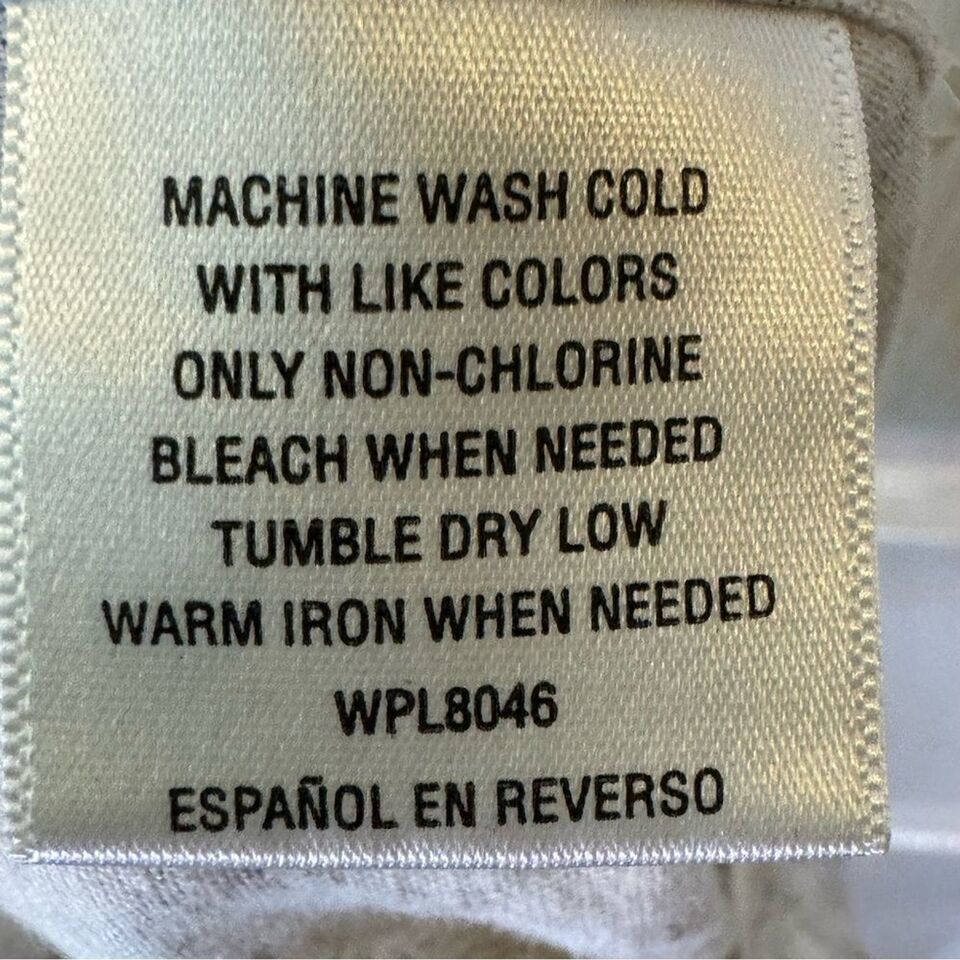 MACHINE WASH COLD
WITH LIKE COLORS
ONLY NON-CHLORINE
BLEACH WHEN NEEDED
TUMBLE DRY LOW
WARM IRON WHEN NEEDED
WPL8046
ESPAÑOL EN REVERSO